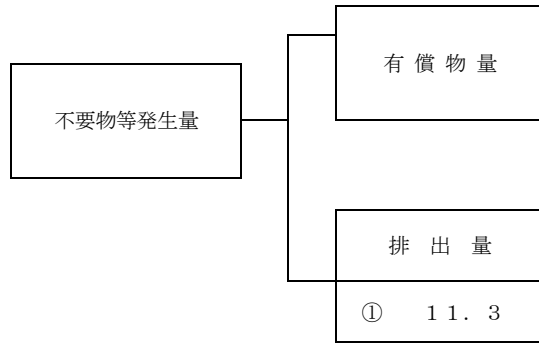 有 償 物 量
不要物等発生量
排 出 量
① １１．３